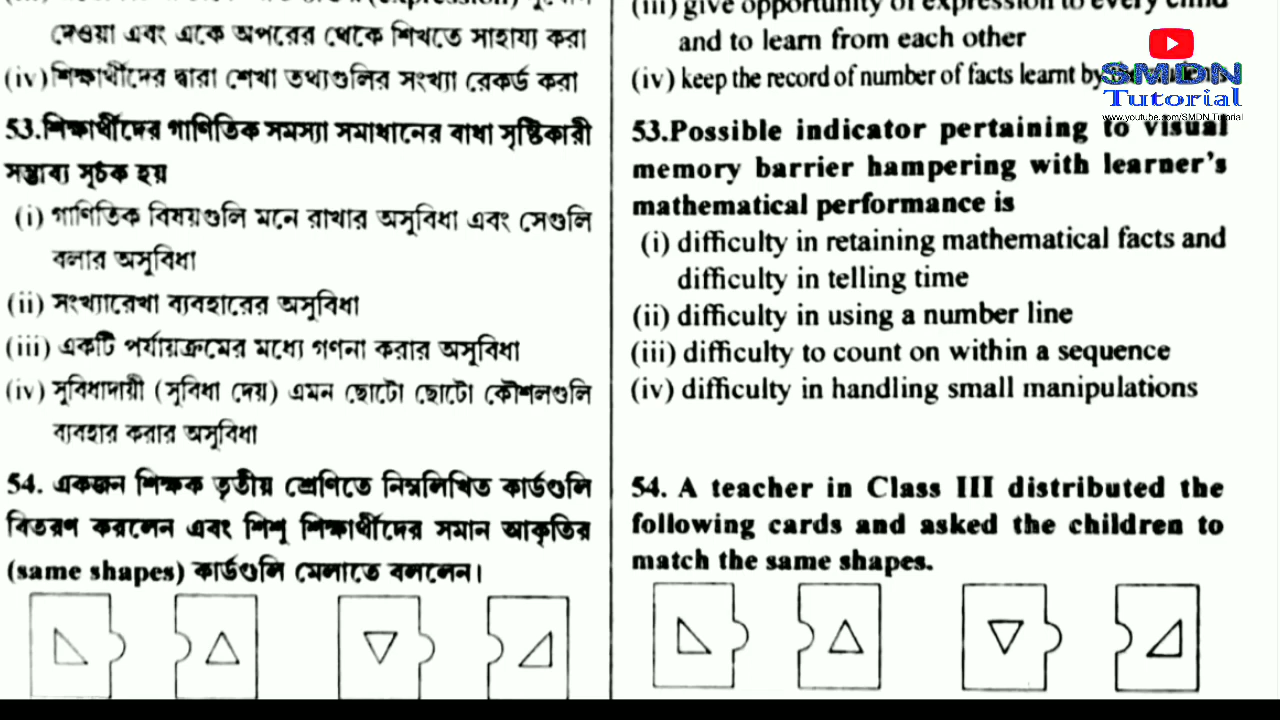 দেওয়া এবং একে অপরের থেকে শিখতে সাহায্য করা
(iv) শিক্ষার্থীদের দ্বারা শেখা তথ্যগুলির সংখ্যা রেকর্ড করা
53.শিক্ষার্থীদের গাণিতিক সমস্যা সমাধানের বাধা সৃষ্টিকারী
সম্ভাব্য সূচক হয়
(i) গাণিতিক বিষয়গুলি মনে রাখার অসুবিধা এবং সেগুলি
বলার অসুবিধা
(ii) সংখ্যারেখা ব্যবহারের অসুবিধা
(iii) একটি পর্যায়ক্রমের মধ্যে গণনা করার অসুবিধা
(iv) সুবিধাদায়ী (সুবিধা দেয়) এমন ছোটো ছোটো কৌশলগুলি
ব্যবহার করার অসুবিধা
54. একজন শিক্ষক তৃতীয় শ্রেণিতে নিম্নলিখিত কার্ডগুলি
বিতরণ করলেন এবং শিশু শিক্ষার্থীদের সমান আকৃতির
(same shapes) কার্ডগুলি মেলাতে বললেন।
(iii) give opportunity of expression to every child
and to learn from each other
(iv) keep the record of number of facts learnt by
53.Possible indicator pertaining to visual
memory barrier hampering with learner's
mathematical performance is
(i) difficulty in retaining mathematical facts and
difficulty in telling time
(ii) difficulty in using a number line
(iii) difficulty to count on within a sequence
(iv) difficulty in handling small manipulations
54. A teacher in Class III distributed the
following cards and asked the children to
match the same shapes.
SMDN
Tutorial
www.youtube.com/SMDN Tutorial